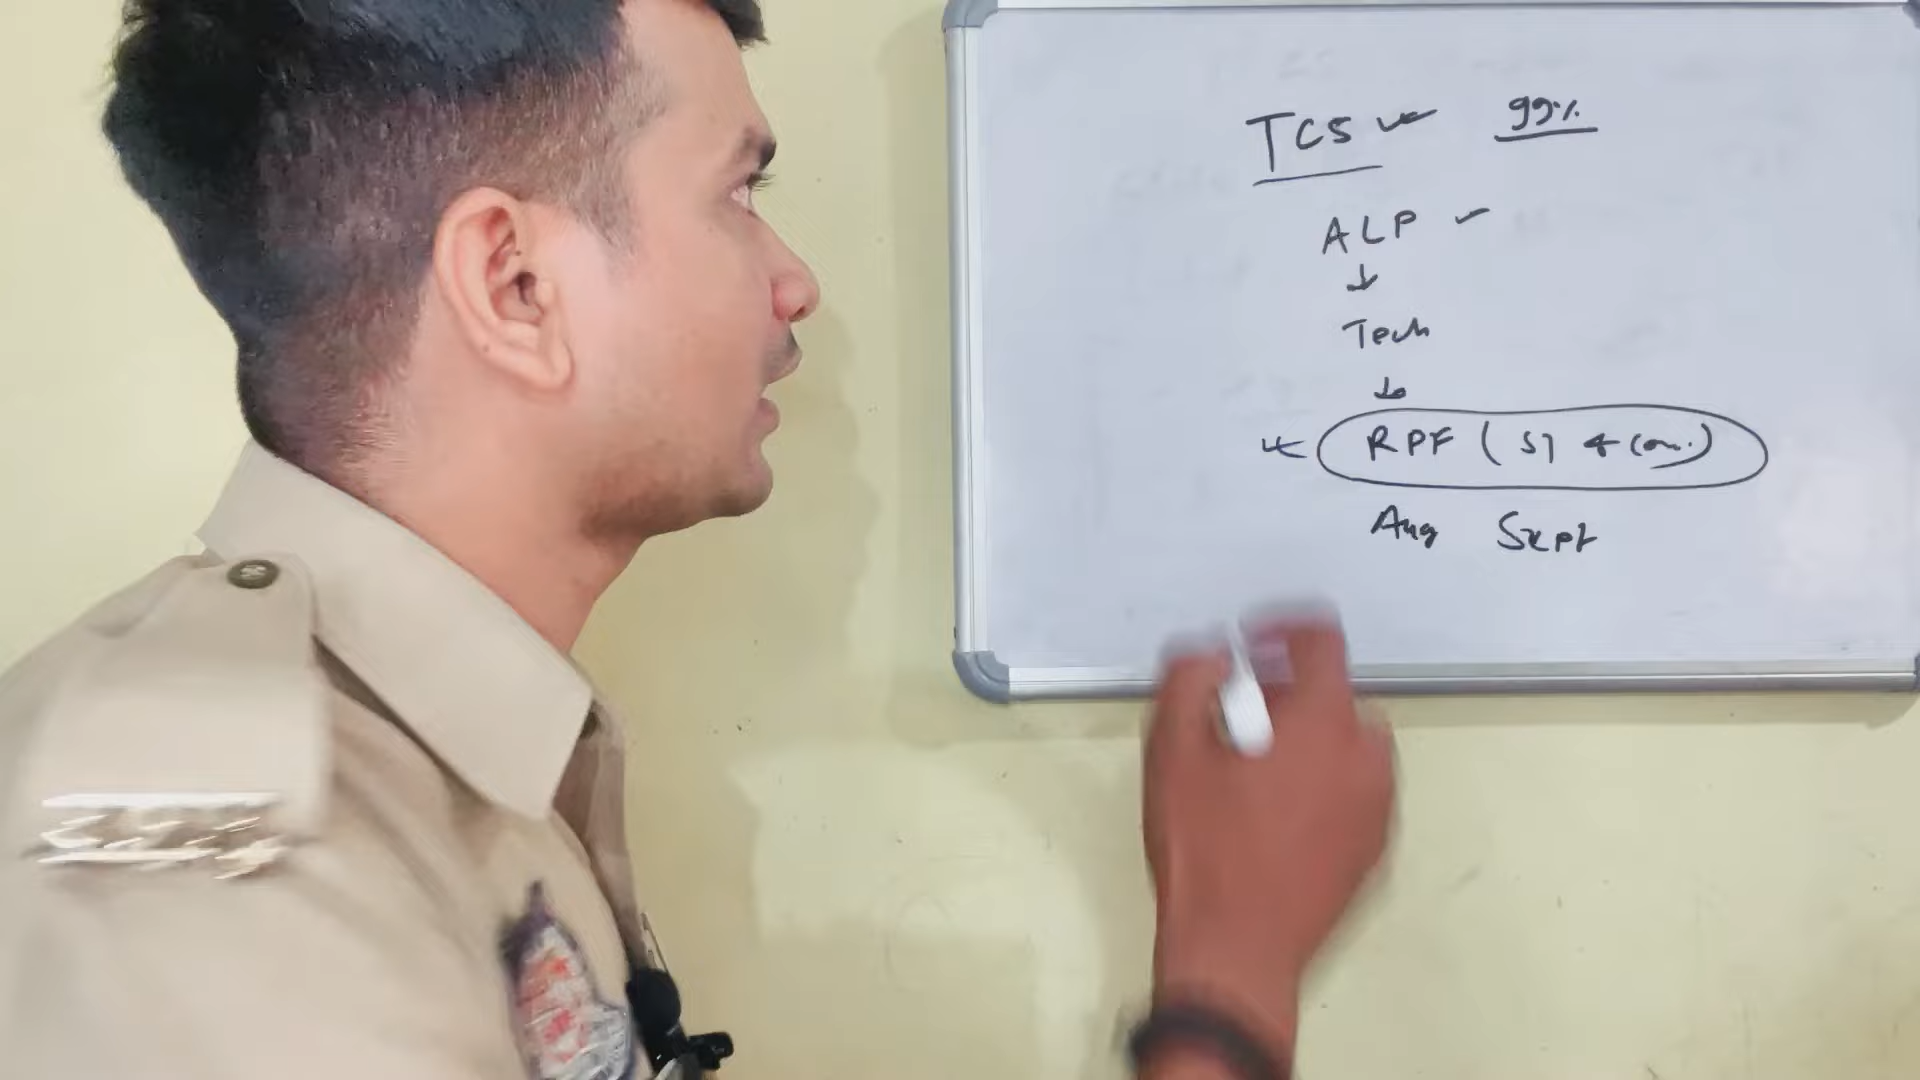 TCS 99%
ALP
Tech
RPF (SI & Con.)
Aug Sept